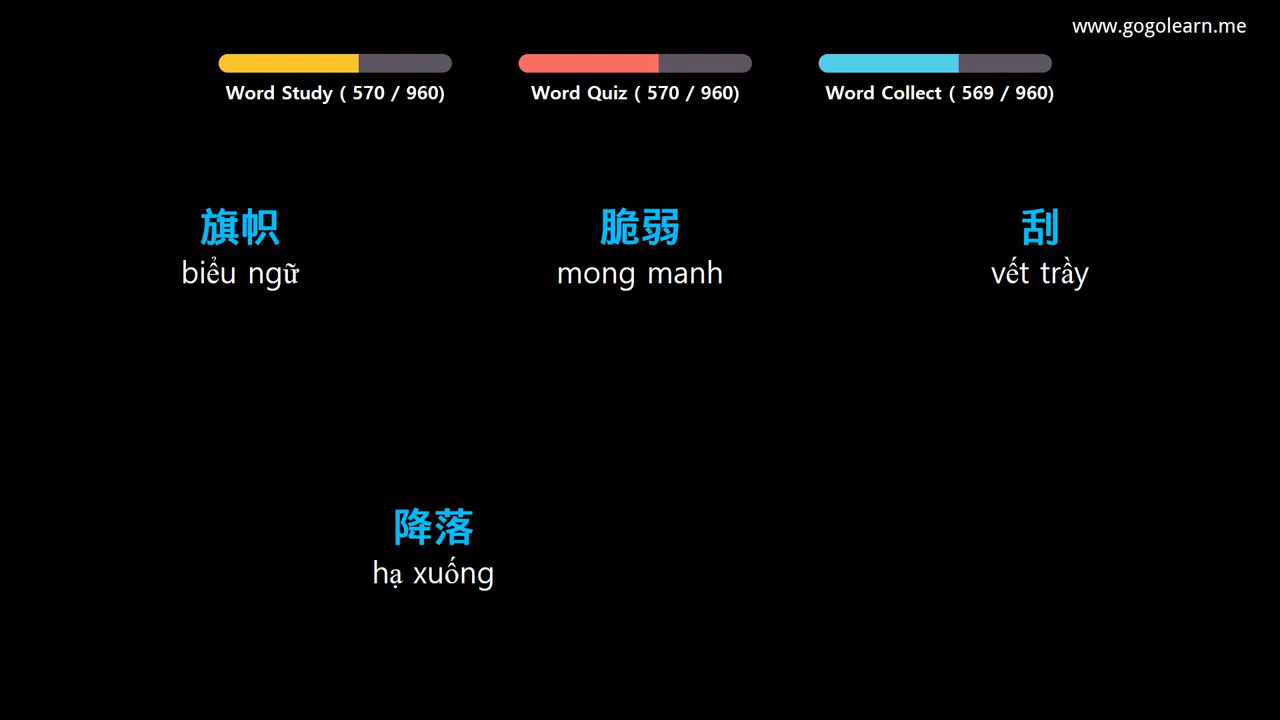 www.gogolearn.me
Word Study ( 570 / 960)
Word Quiz ( 570 / 960)
Word Collect ( 569 / 960)
旗帜
biểu ngữ
脆弱
mong manh
刮
vết trầy
降落
hạ xuống